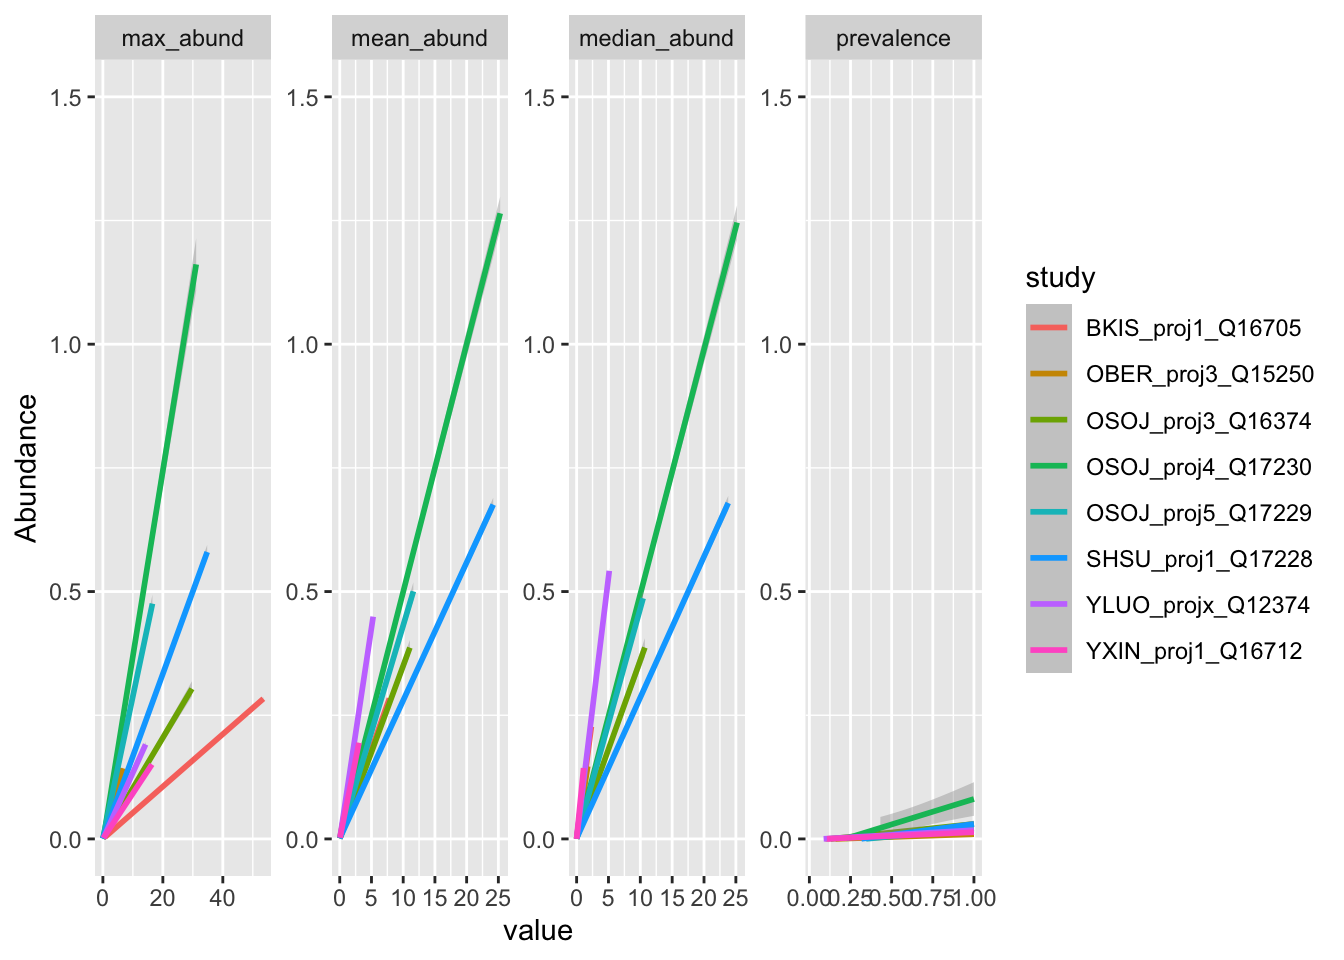 max_abund mean_abund median_abund prevalence
1.5 1.5 1.5 1.5
1.0 1.0 1.0 1.0
0.5 0.5 0.5 0.5
0.0 0.0 0.0 0.0
0 20 40 0 5 10 15 20 25 0 5 10 15 20 25 0.00 0.25 0.50 0.75 1.00
value
Abundance
study
BKIS_proj1_Q16705
OBER_proj3_Q15250
OSOJ_proj3_Q16374
OSOJ_proj4_Q17230
OSOJ_proj5_Q17229
SHSU_proj1_Q17228
YLUO_projx_Q12374
YXIN_proj1_Q16712